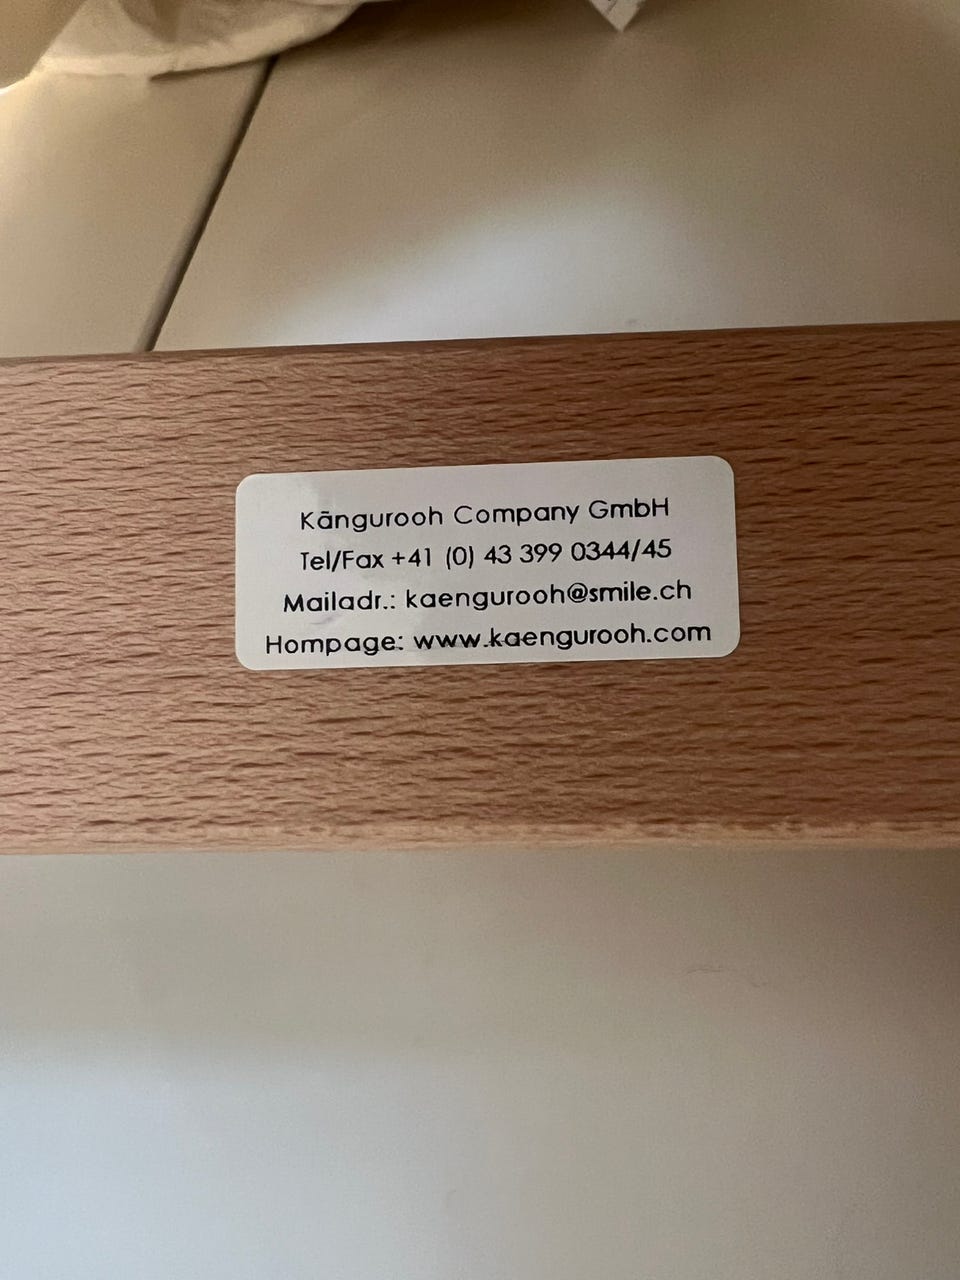 Kängurooh Company GmbH
Tel/Fax +41 (0) 43 399 0344/45
Mailadr.: kaengurooh@smile.ch
Hompage: www.kaengurooh.com